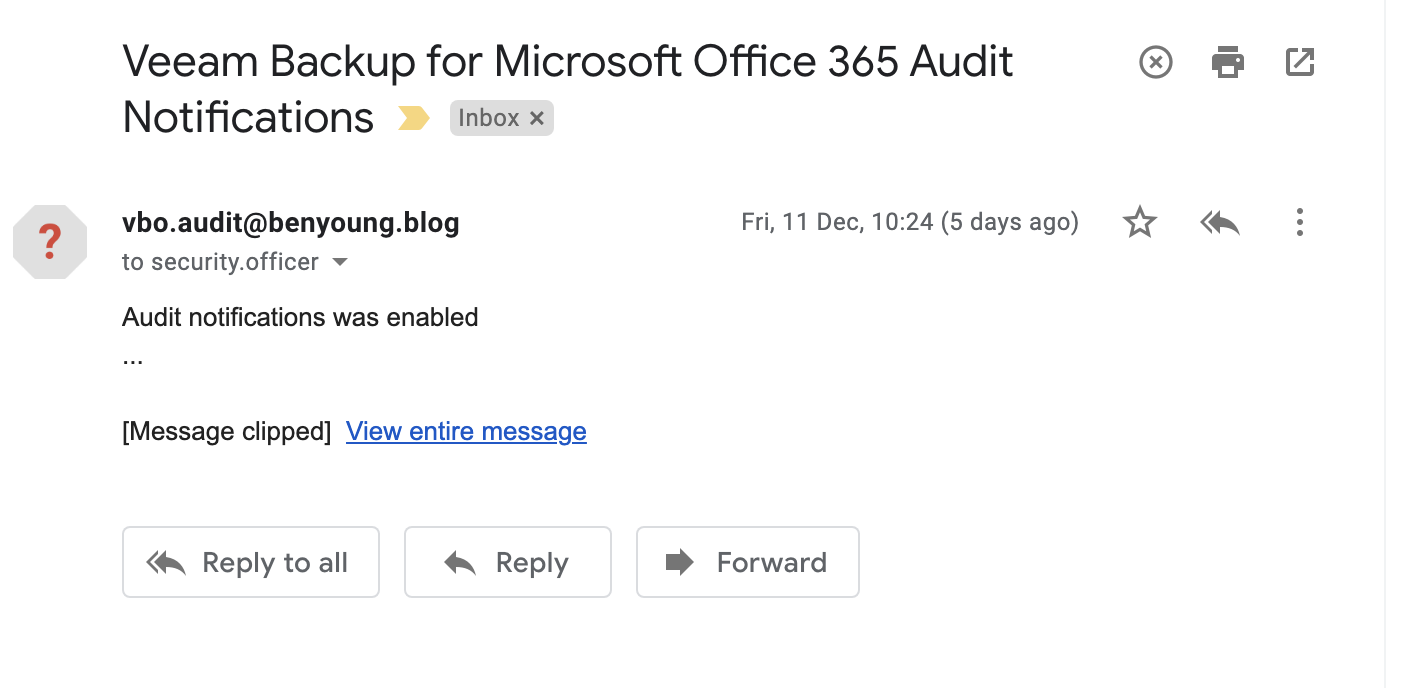 Veeam Backup for Microsoft Office 365 Audit
Notifications Inbox ×
?
vbo.audit@benyoung.blog Fri, 11 Dec, 10:24 (5 days ago)
to security.officer
Audit notifications was enabled
...
[Message clipped] View entire message
Reply to all Reply Forward